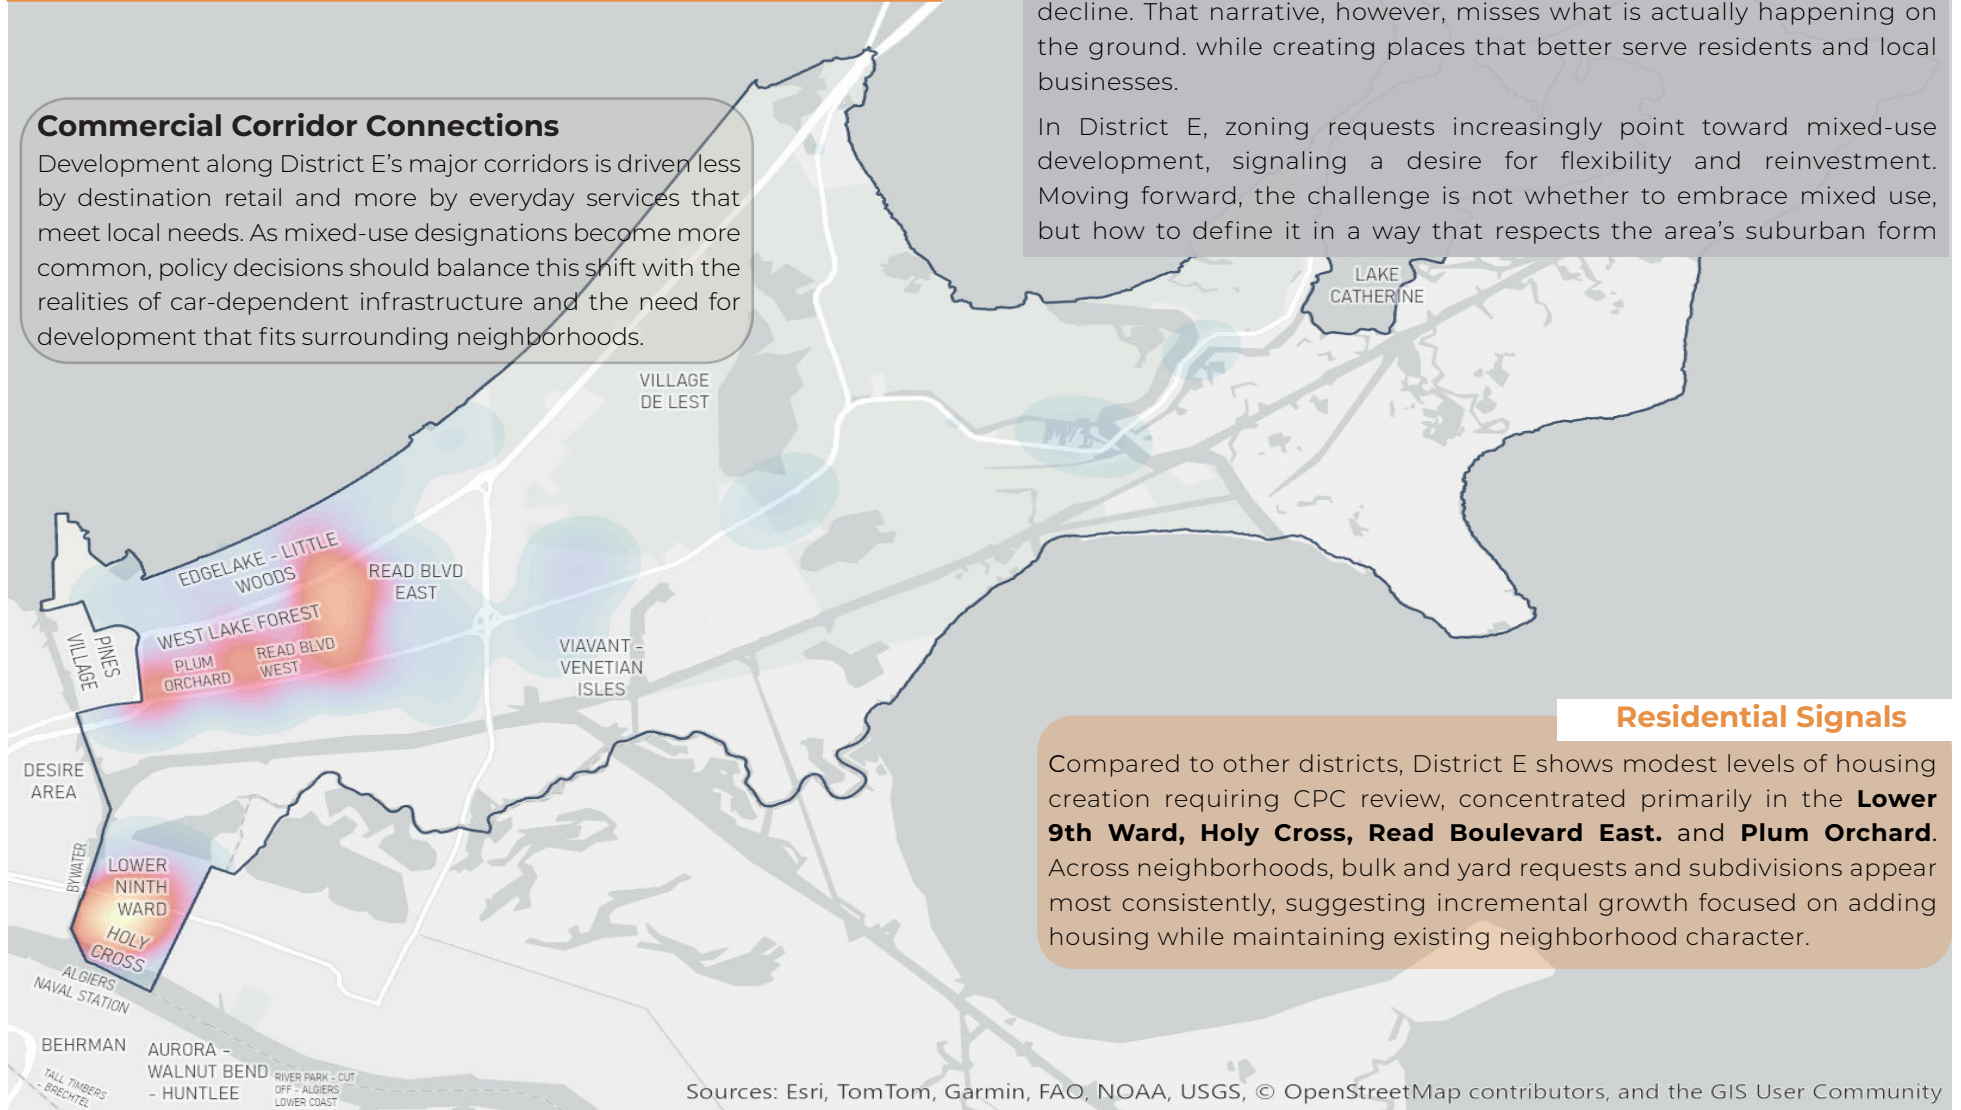 decline. That narrative, however, misses what is actually happening on
the ground. while creating places that better serve residents and local
businesses.
In District E, zoning requests increasingly point toward mixed-use
development, signaling a desire for flexibility and reinvestment.
Moving forward, the challenge is not whether to embrace mixed use,
but how to define it in a way that respects the area's suburban form
Commercial Corridor Connections
Development along District E's major corridors is driven less
by destination retail and more by everyday services that
meet local needs. As mixed-use designations become more
common, policy decisions should balance this shift with the
realities of car-dependent infrastructure and the need for
development that fits surrounding neighborhoods.
LAKE
CATHERINE
VILLAGE
DE LEST
EDGELAKE - LITTLE
WOODS
READ BLVD
EAST
WEST LAKE FOREST
PINES
VILLAGE
PLUM
ORCHARD
READ BLVD
WEST
VIAVANT -
VENETIAN
ISLES
DESIRE
AREA
BYWATER
LOWER
NINTH
WARD
HOLY
CROSS
ALGIERS
NAVAL STATION
BEHRMAN
AURORA -
WALNUT BEND
- HUNTLEE
TALL TIMBERS
- BRECHTEL
RIVER PARK - CUT
OFF - ALGIERS
LOWER COAST
Residential Signals
Compared to other districts, District E shows modest levels of housing
creation requiring CPC review, concentrated primarily in the Lower
9th Ward, Holy Cross, Read Boulevard East. and Plum Orchard.
Across neighborhoods, bulk and yard requests and subdivisions appear
most consistently, suggesting incremental growth focused on adding
housing while maintaining existing neighborhood character.
Sources: Esri, TomTom, Garmin, FAO, NOAA, USGS, © OpenStreetMap contributors, and the GIS User Community